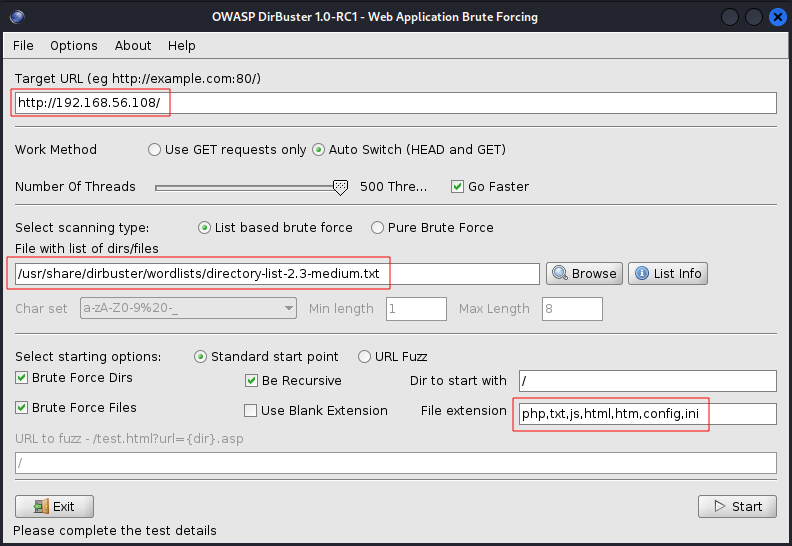 OWASP DirBuster 1.0-RC1 - Web Application Brute Forcing
File Options About Help
Target URL (eg http://example.com:80/)
http://192.168.56.108/
Work Method Use GET requests only Auto Switch (HEAD and GET)
Number Of Threads 500 Thre... Go Faster
Select scanning type: List based brute force Pure Brute Force
File with list of dirs/files
/usr/share/dirbuster/wordlists/directory-list-2.3-medium.txt Browse List Info
Char set a-zA-Z0-9%20-_ Min length 1 Max Length 8
Select starting options: Standard start point URL Fuzz
Brute Force Dirs Be Recursive Dir to start with /
Brute Force Files Use Blank Extension File extension php,txt,js,html,htm,config,ini
URL to fuzz - /test.html?url={dir}.asp
/
Exit Start
Please complete the test details